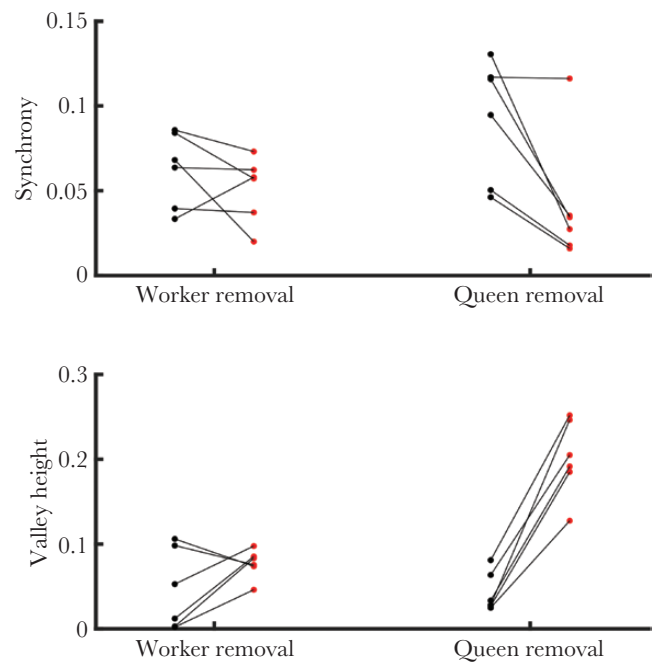 0.15
0.1
0.05
0
Synchrony
Worker removal
Queen removal
0.3
0.2
0.1
0
Valley height
Worker removal
Queen removal